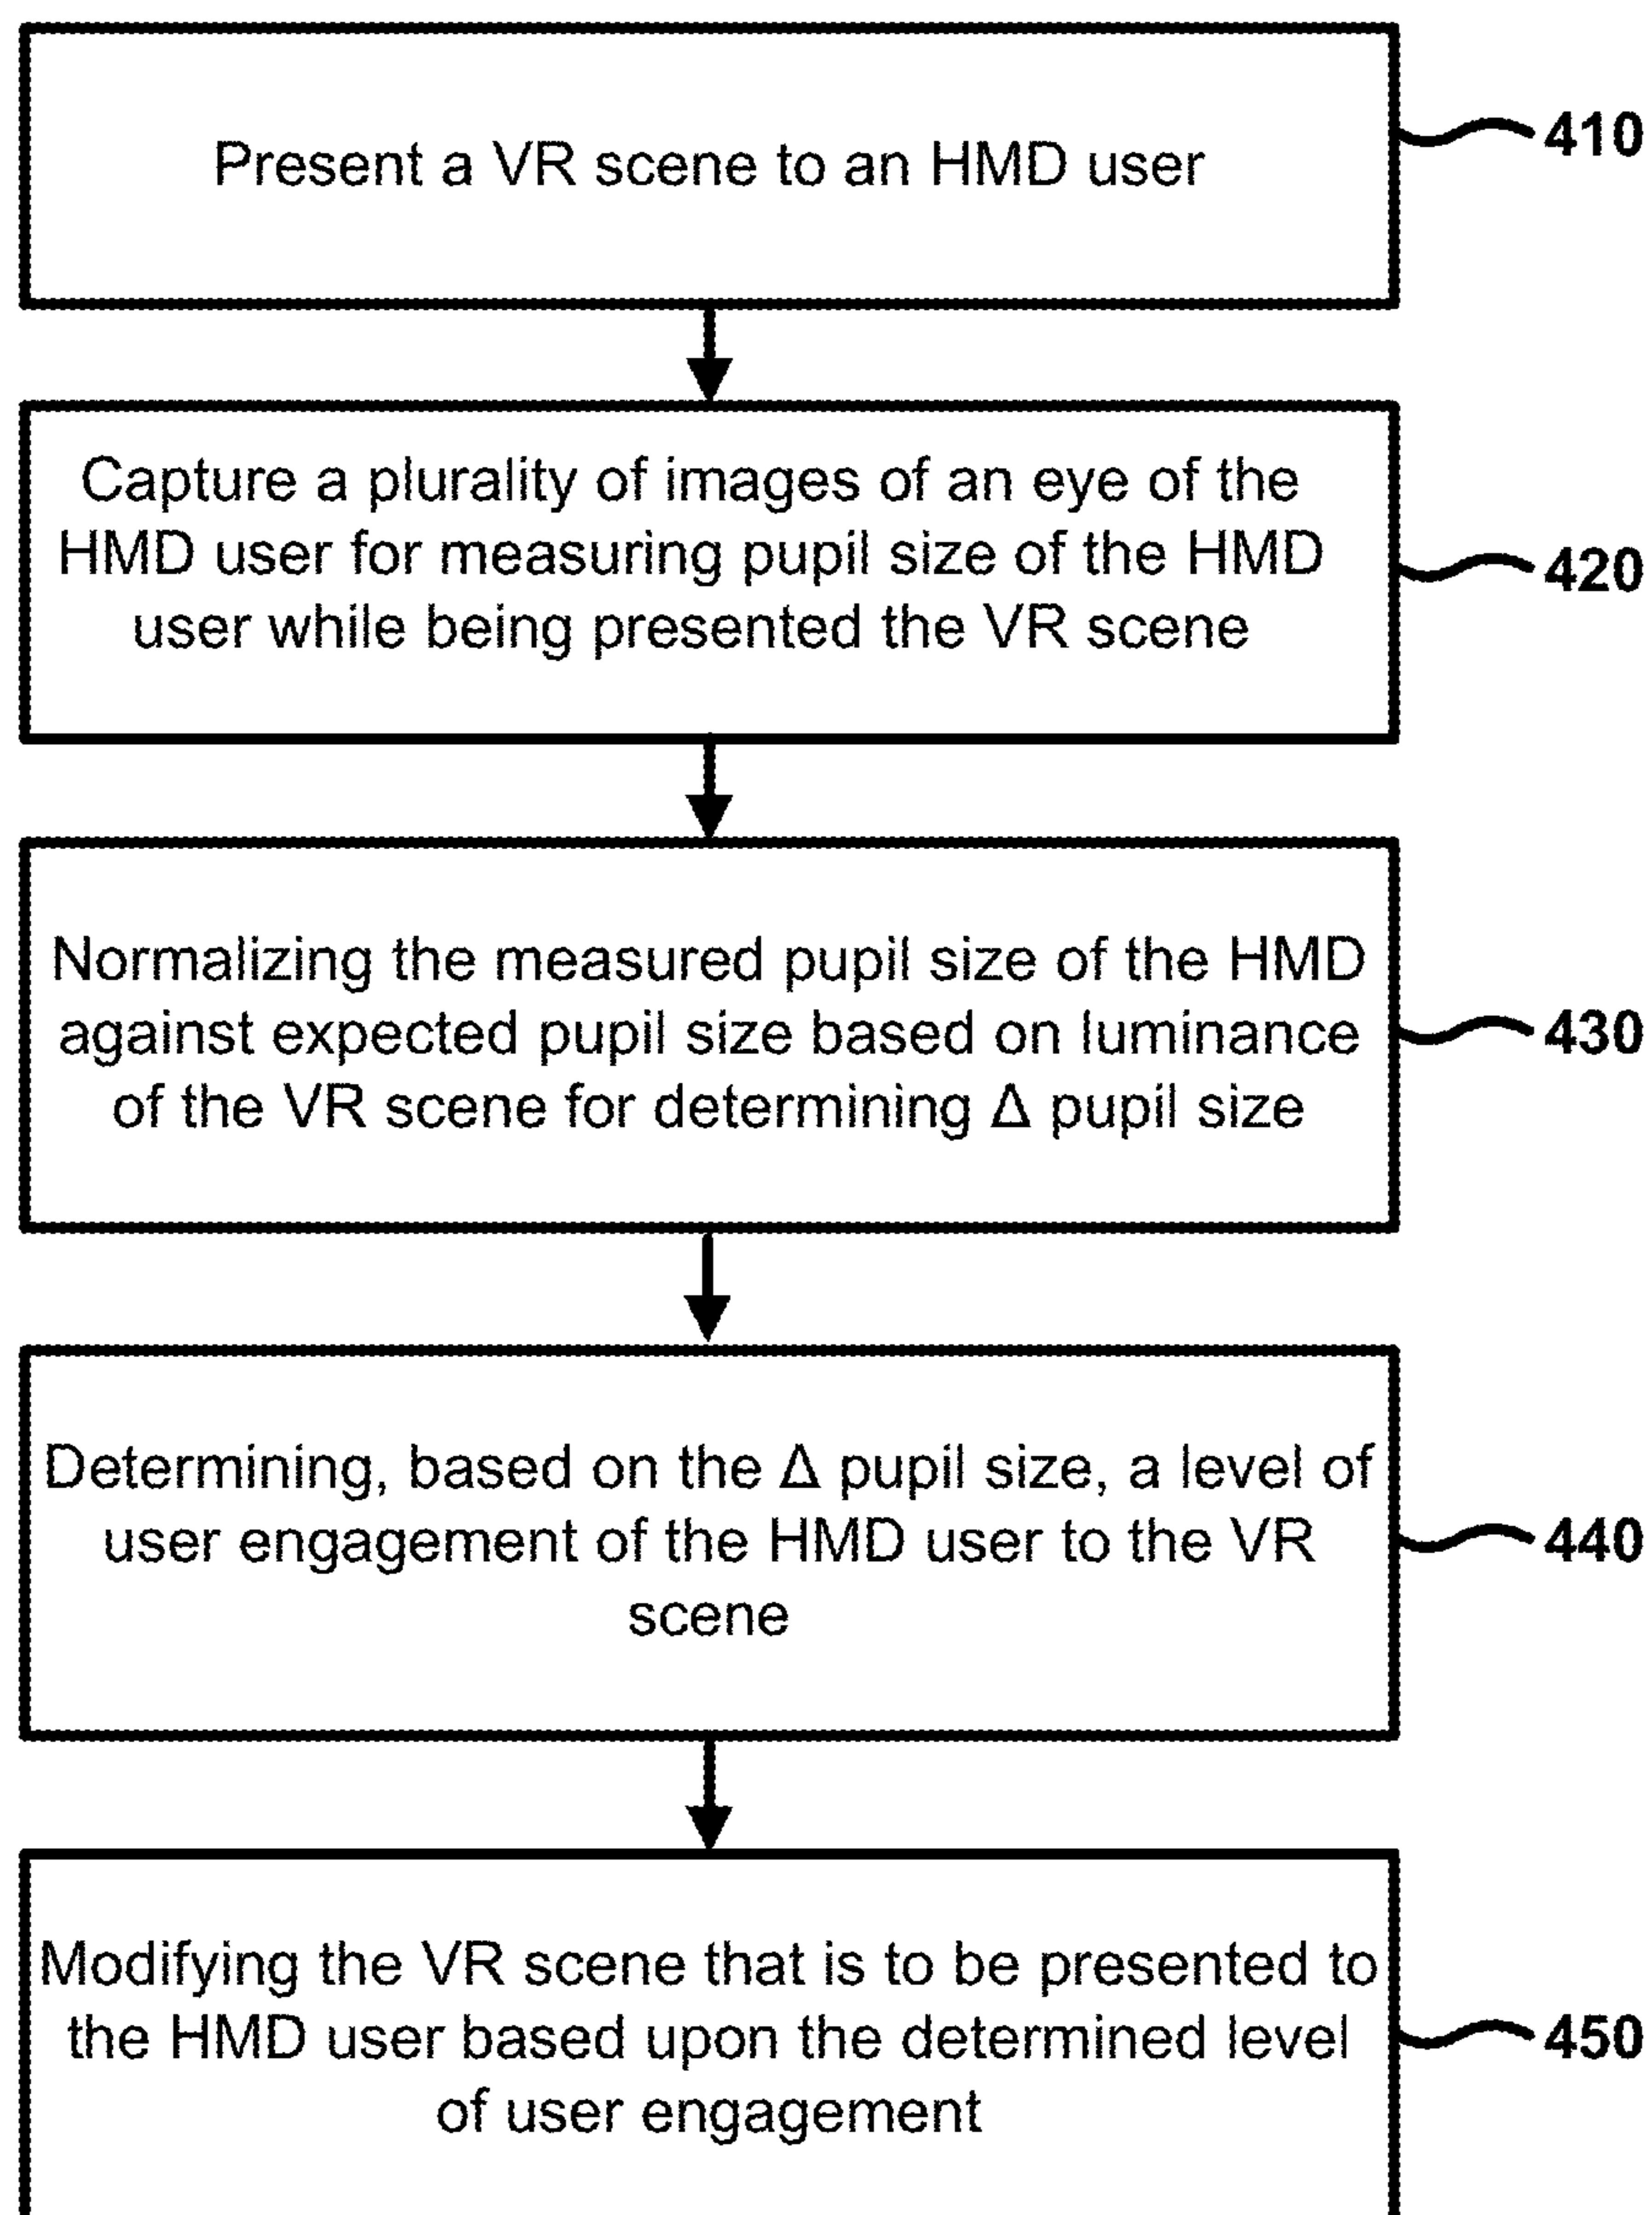 Present a VR scene to an HMD user
410
Capture a plurality of images of an eye of the
HMD user for measuring pupil size of the HMD
user while being presented the VR scene
420
Normalizing the measured pupil size of the HMD
against expected pupil size based on luminance
of the VR scene for determining Δ pupil size
430
Determining, based on the Δ pupil size, a level of
user engagement of the HMD user to the VR
scene
440
Modifying the VR scene that is to be presented to
the HMD user based upon the determined level
of user engagement
450